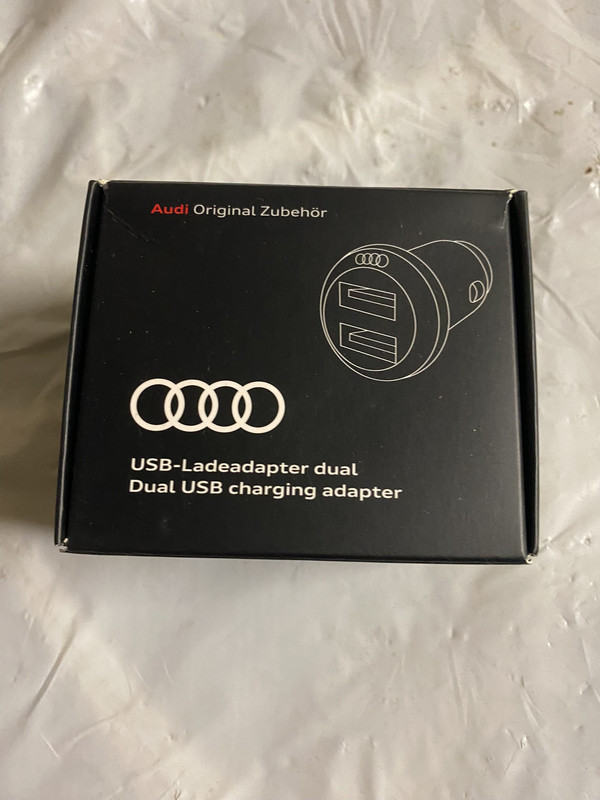 Audi Original Zubehör
USB-Ladeadapter dual
Dual USB charging adapter